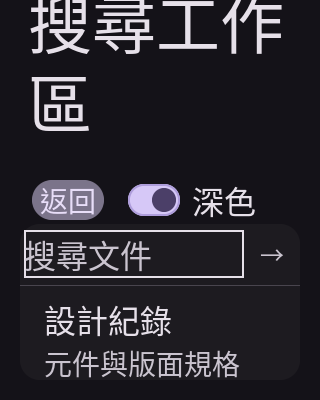 搜尋工作
區
返回 深色
搜尋文件 →
設計紀錄
元件與版面規格